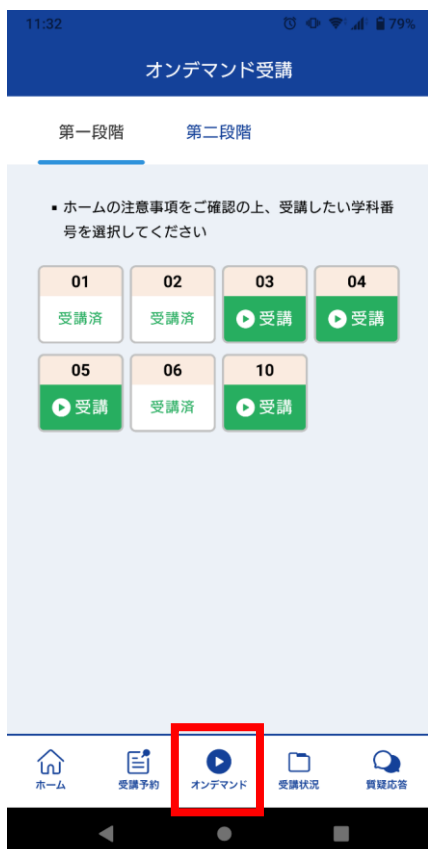 11:32 79%
オンデマンド受講
第一段階 第二段階
▪ ホームの注意事項をご確認の上、受講したい学科番
号を選択してください
01 02 03 04
受講済 受講済 受講 受講
05 06 10
受講 受講済 受講
ホーム 受講予約 オンデマンド 受講状況 質疑応答